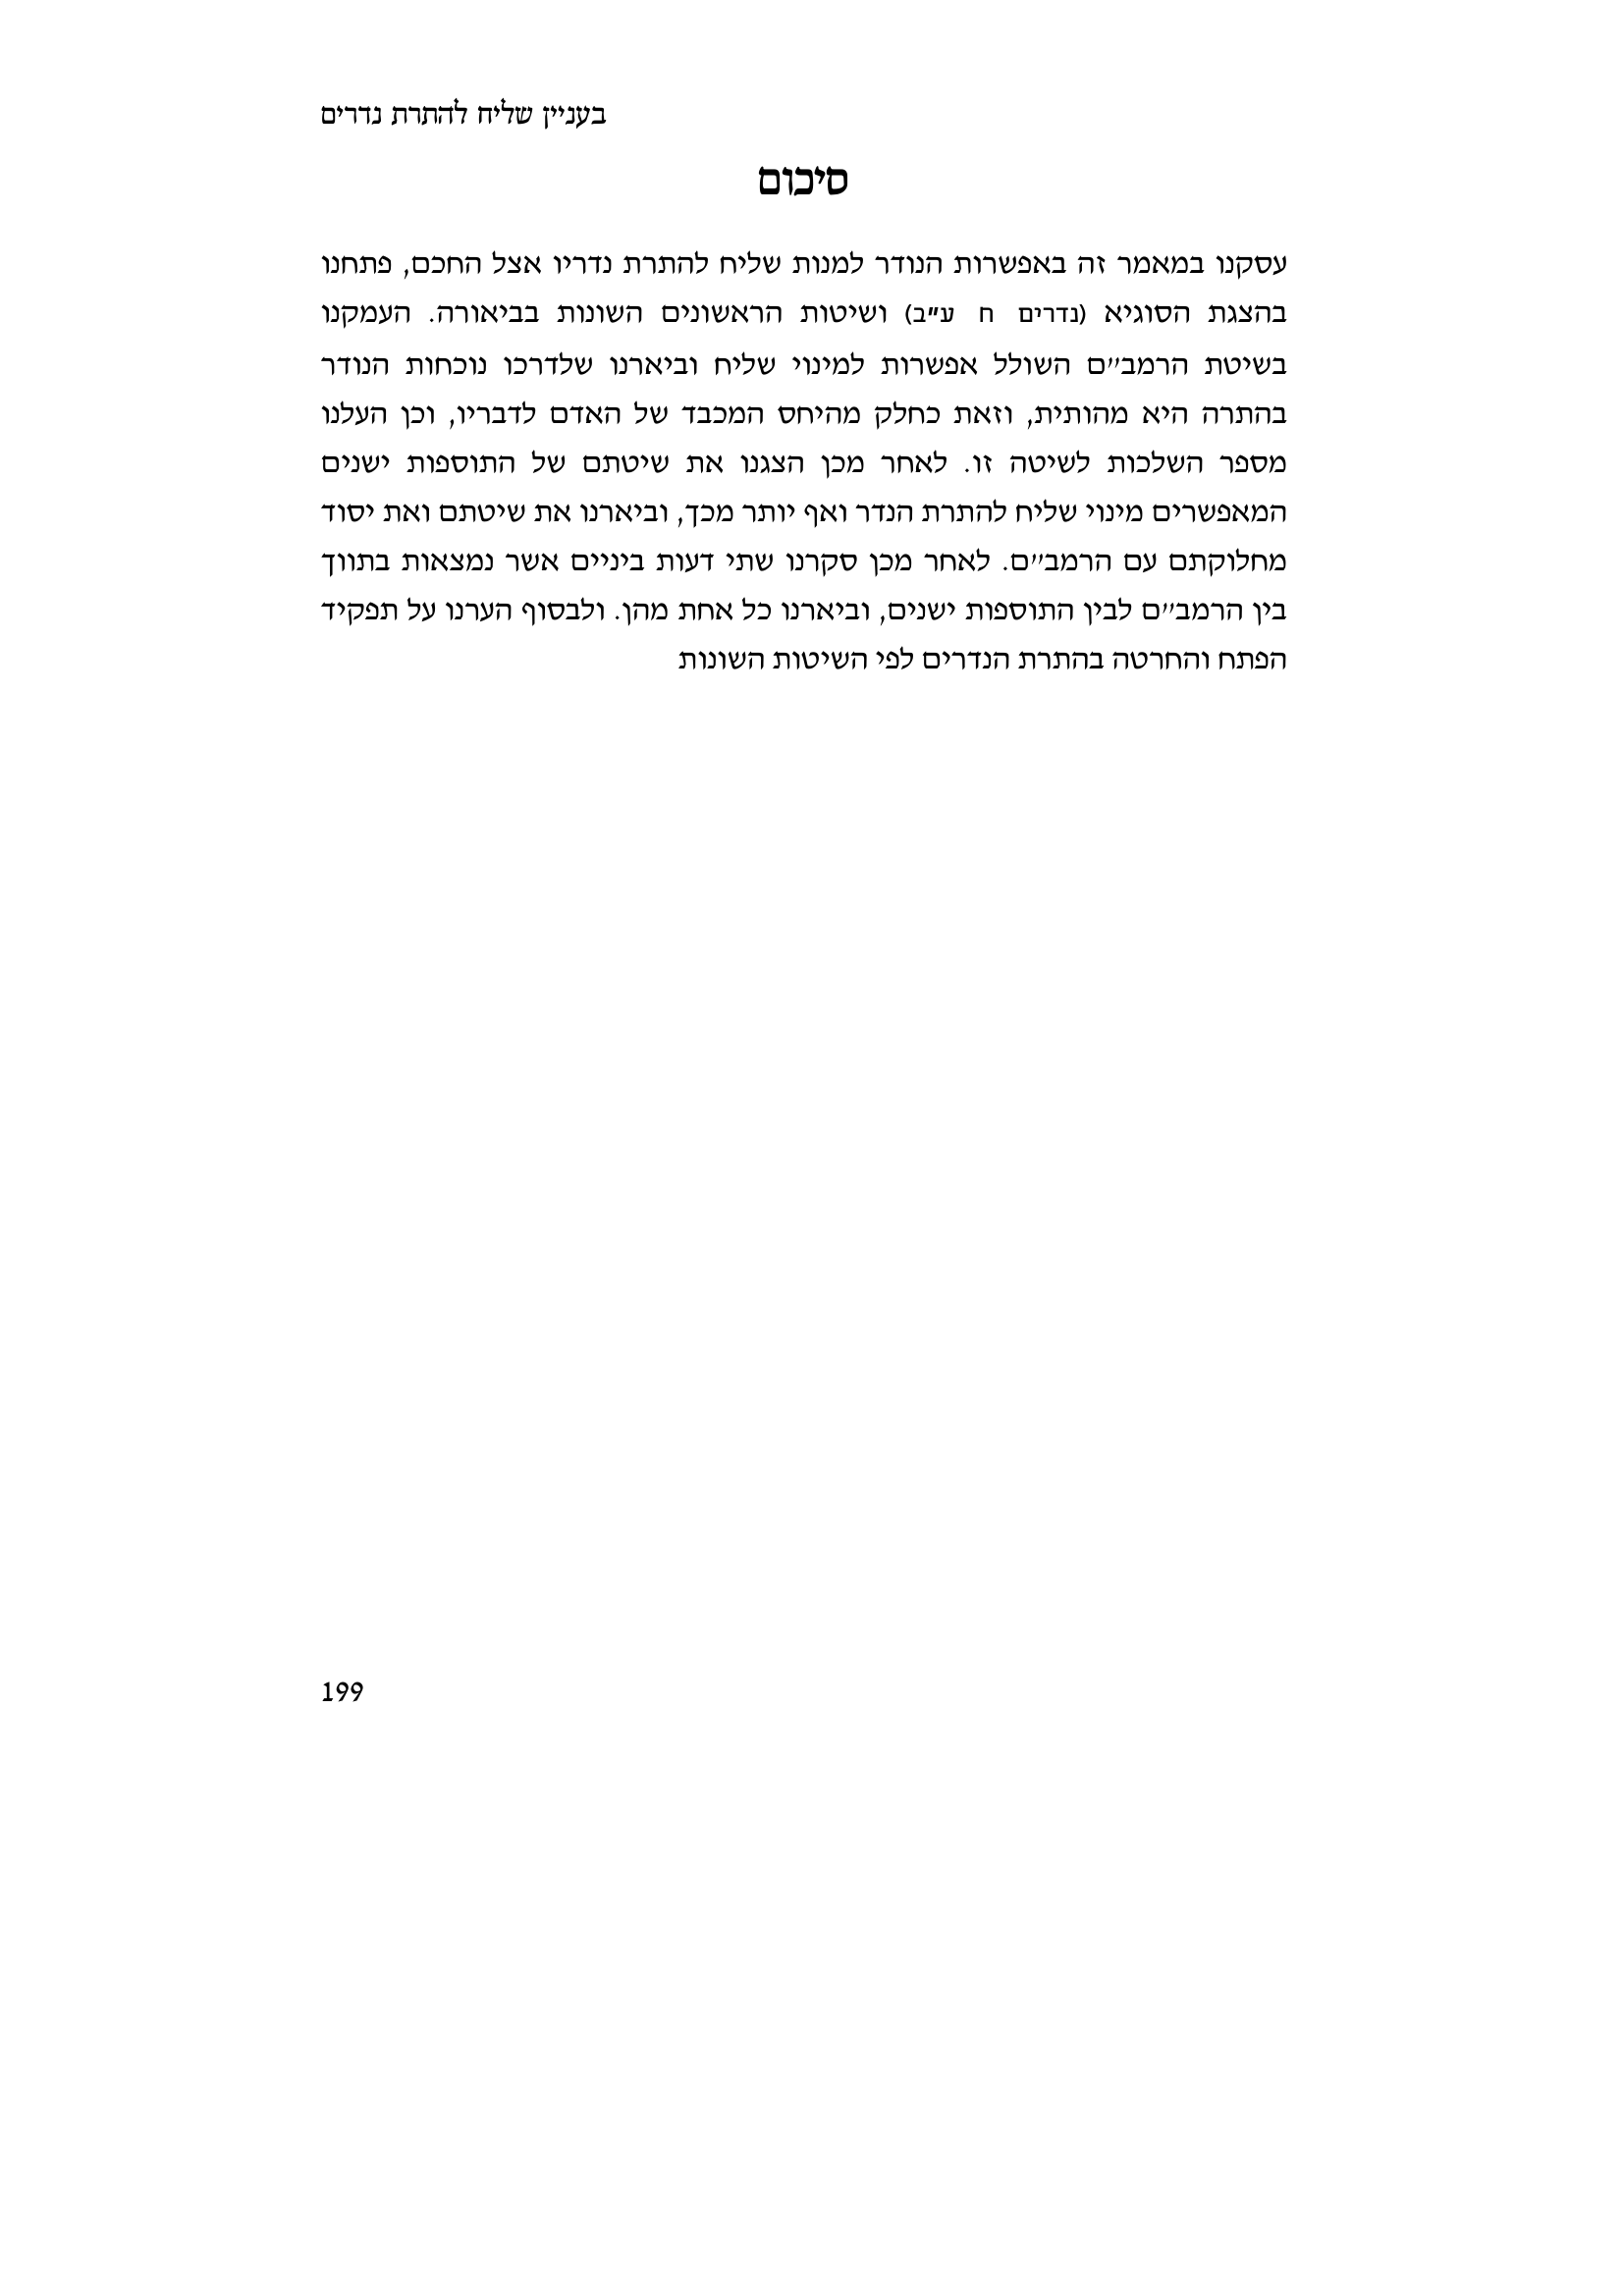 בעניין שליח להתרת נדרים
סיכום
עסקנו במאמר זה באפשרות הנודר למנות שליח להתרת נדריו אצל החכם, פתחנו
בהצגת הסוגיא (נדרים ח ע"ב) ושיטות הראשונים השונות בביאורה. העמקנו
בשיטת הרמב"ם השולל אפשרות למינוי שליח וביארנו שלדרכו נוכחות הנודר
בהתרה היא מהותית, וזאת כחלק מהיחס המכבד של האדם לדבריו, וכן העלנו
מספר השלכות לשיטה זו. לאחר מכן הצגנו את שיטתם של התוספות ישנים
המאפשרים מינוי שליח להתרת הנדר ואף יותר מכך, וביארנו את שיטתם ואת יסוד
מחלוקתם עם הרמב"ם. לאחר מכן סקרנו שתי דעות ביניים אשר נמצאות בתווך
בין הרמב"ם לבין התוספות ישנים, וביארנו כל אחת מהן. ולבסוף הערנו על תפקיד
הפתח והחרטה בהתרת הנדרים לפי השיטות השונות
199